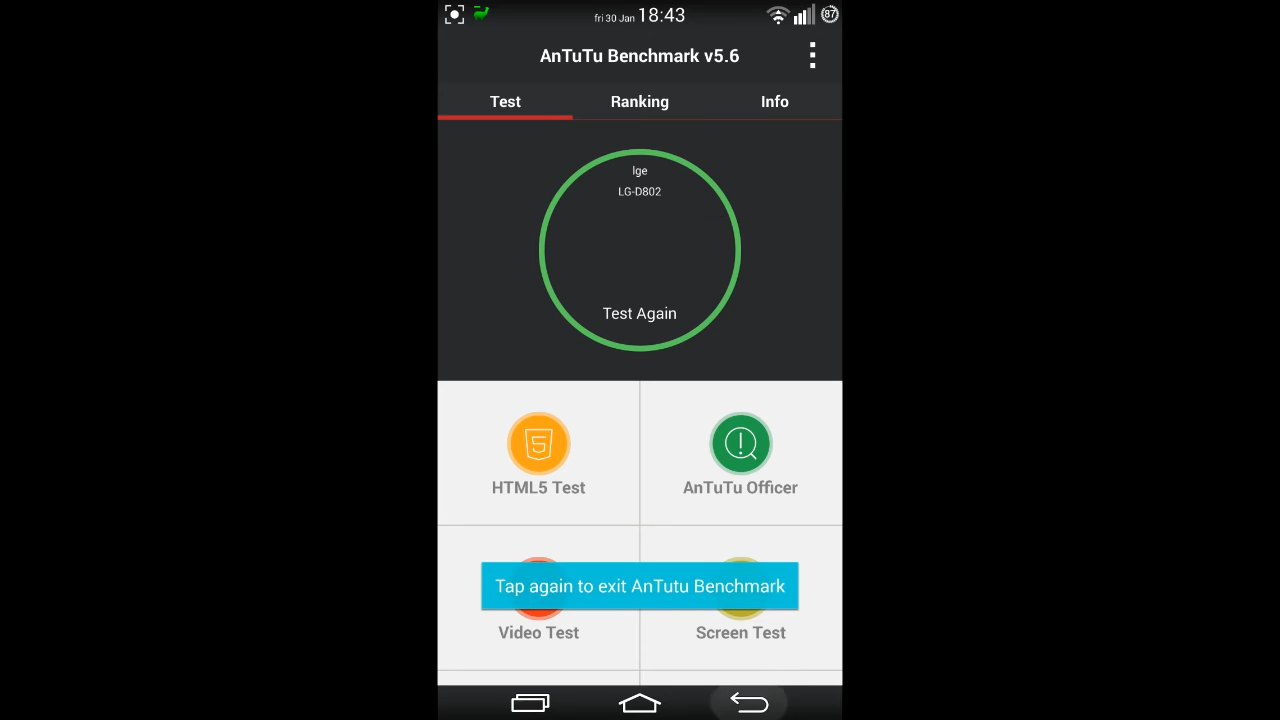 fri 30 Jan 18:43 87
AnTuTu Benchmark v5.6
Test Ranking Info
lge
LG-D802
Test Again
5
HTML5 Test AnTuTu Officer
Tap again to exit AnTutu Benchmark
Video Test Screen Test